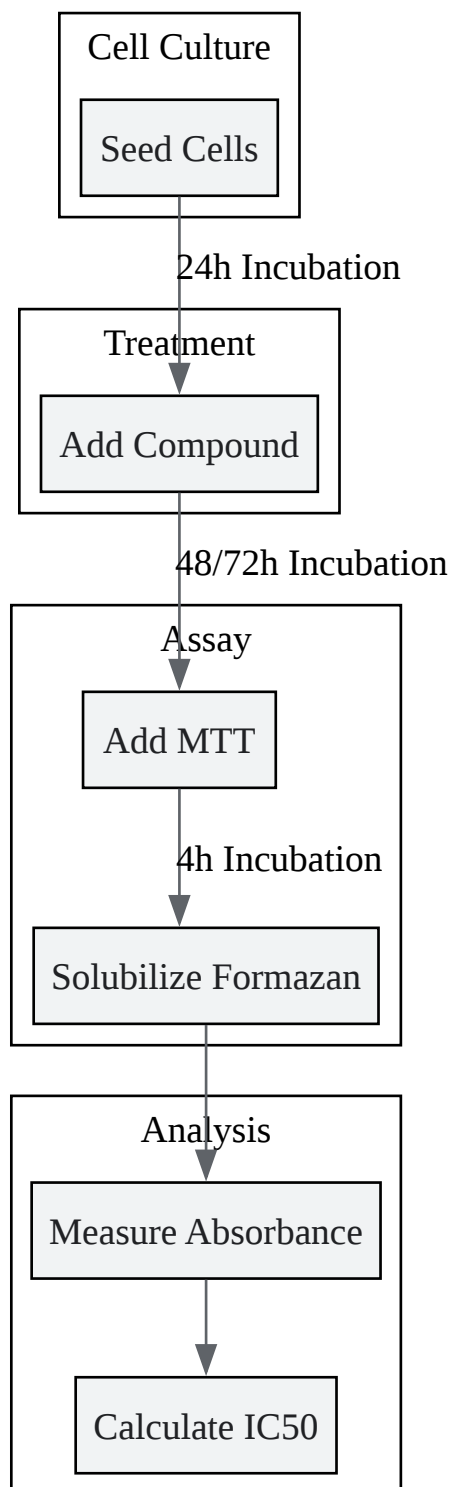 Cell Culture
Seed Cells
24h Incubation
Treatment
Add Compound
48/72h Incubation
Assay
Add MTT
4h Incubation
Solubilize Formazan
Analysis
Measure Absorbance
Calculate IC50